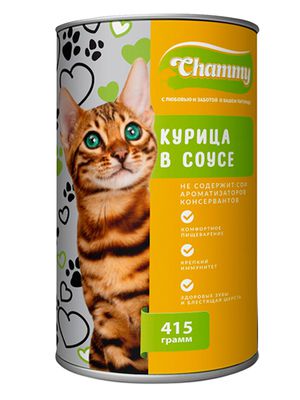 Chammy
С ЛЮБОВЬЮ И ЗАБОТОЙ О ВАШЕМ ПИТОМЦЕ
КУРИЦА
В СОУСЕ
НЕ СОДЕРЖИТ СОИ
АРОМАТИЗАТОРОВ
КОНСЕРВАНТОВ
КОМФОРТНОЕ
ПИЩЕВАРЕНИЕ
КРЕПКИЙ
ИММУНИТЕТ
ЗДОРОВЫЕ ЗУБЫ
И БЛЕСТЯЩАЯ ШЕРСТЬ
415
грамм